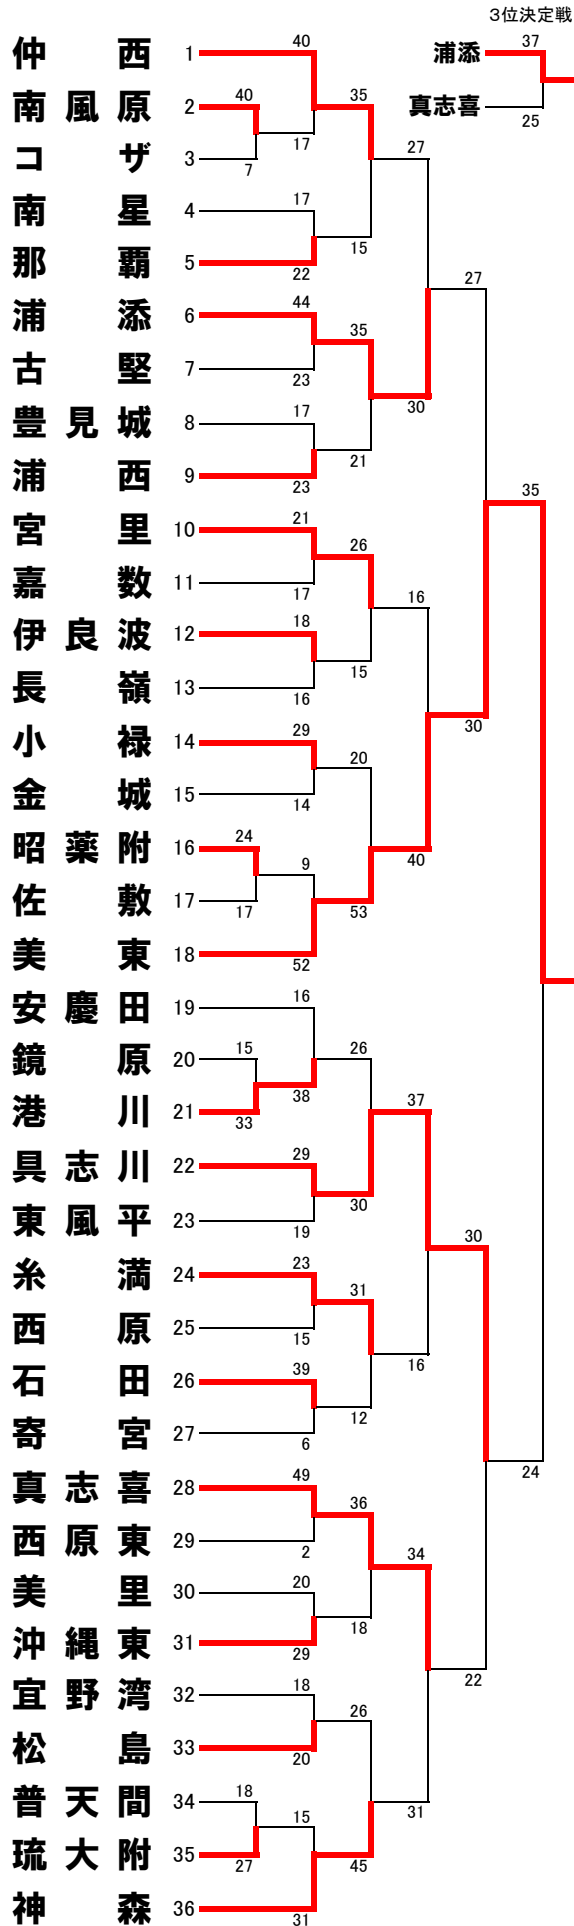 3位決定戦
浦添 37
真志喜 25
仲西 1
南風原 2
コザ 3
南星 4
那覇 5
浦添 6
古堅 7
豊見城 8
浦西 9
宮里 10
嘉数 11
伊良波 12
長嶺 13
小禄 14
金城 15
昭薬附 16
佐敷 17
美東 18
安慶田 19
鏡原 20
港川 21
具志川 22
東風平 23
糸満 24
西原 25
石田 26
寄宮 27
真志喜 28
西原東 29
美里 30
沖縄東 31
宜野湾 32
松島 33
普天間 34
琉大附 35
神森 36
40
7
24
17
15
33
18
27
40
17
17
22
44
23
17
23
21
17
18
16
29
14
9
52
16
38
29
19
23
15
39
6
49
2
20
29
18
20
15
31
35
15
35
21
26
15
20
53
26
30
31
12
36
18
26
45
27
30
16
40
37
16
34
31
27
30
30
22
35
24